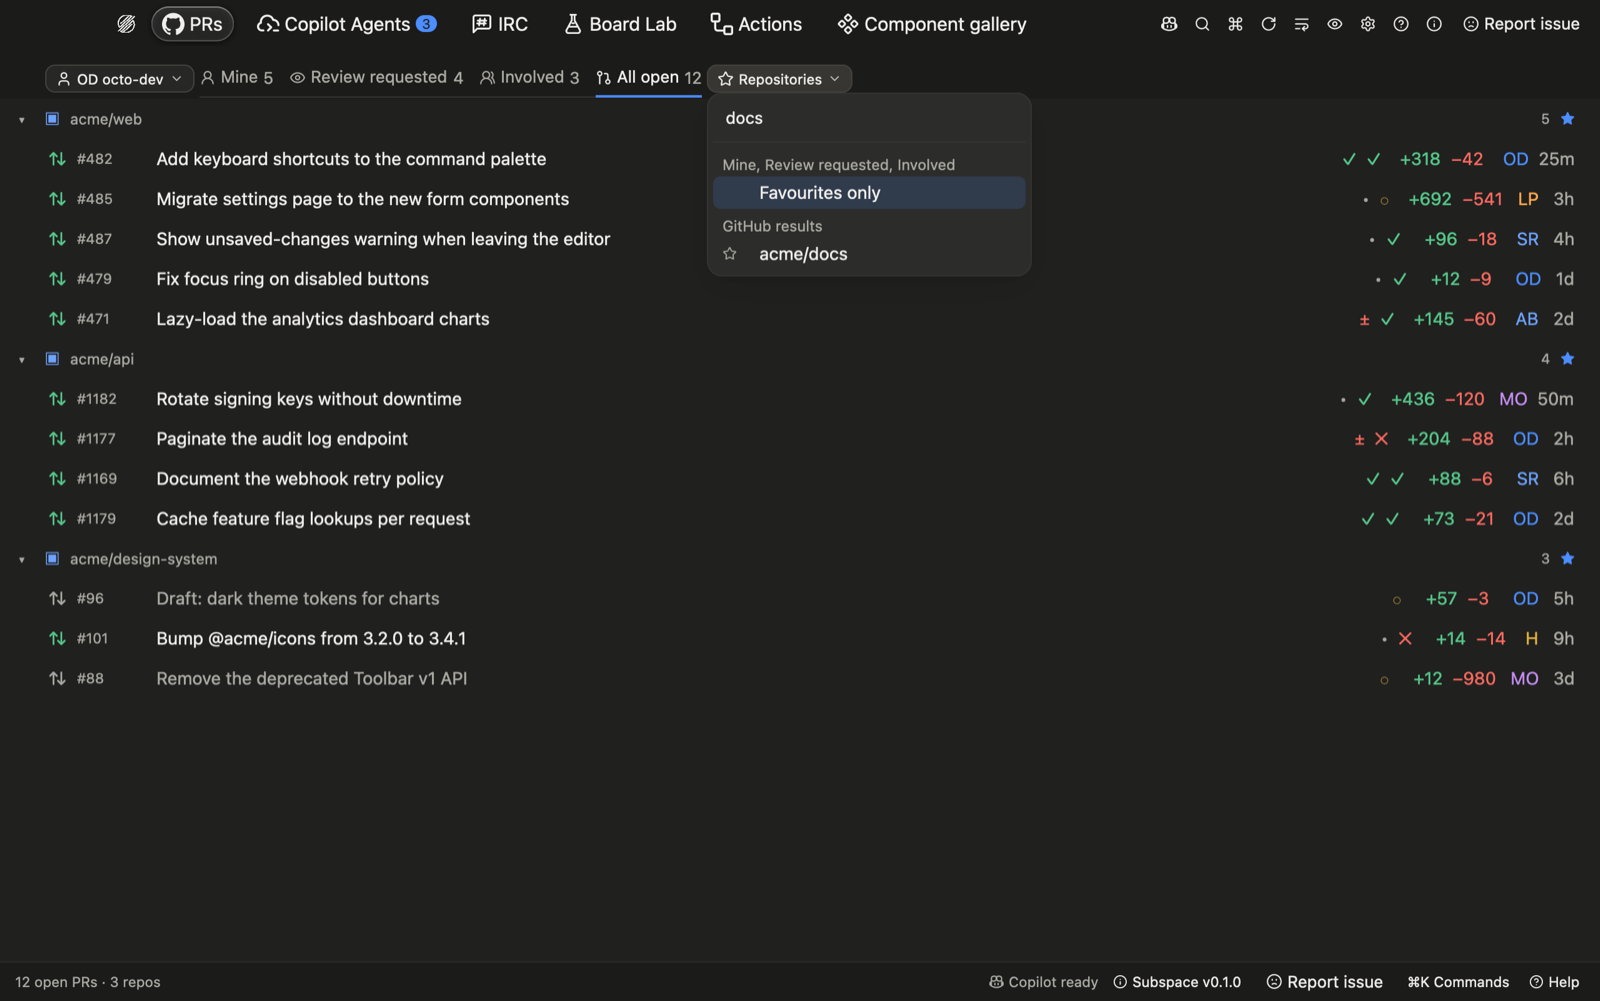 PRs Copilot Agents 3 IRC Board Lab Actions Component gallery Report issue
OD octo-dev Mine 5 Review requested 4 Involved 3 All open 12 Repositories
docs
Mine, Review requested, Involved
Favourites only
GitHub results
acme/docs
acme/web 5
#482 Add keyboard shortcuts to the command palette +318 −42 OD 25m
#485 Migrate settings page to the new form components +692 −541 LP 3h
#487 Show unsaved-changes warning when leaving the editor +96 −18 SR 4h
#479 Fix focus ring on disabled buttons +12 −9 OD 1d
#471 Lazy-load the analytics dashboard charts ± +145 −60 AB 2d
acme/api 4
#1182 Rotate signing keys without downtime +436 −120 MO 50m
#1177 Paginate the audit log endpoint ± +204 −88 OD 2h
#1169 Document the webhook retry policy +88 −6 SR 6h
#1179 Cache feature flag lookups per request +73 −21 OD 2d
acme/design-system 3
#96 Draft: dark theme tokens for charts +57 −3 OD 5h
#101 Bump @acme/icons from 3.2.0 to 3.4.1 +14 −14 H 9h
#88 Remove the deprecated Toolbar v1 API +12 −980 MO 3d
12 open PRs · 3 repos Copilot ready Subspace v0.1.0 Report issue ⌘K Commands Help